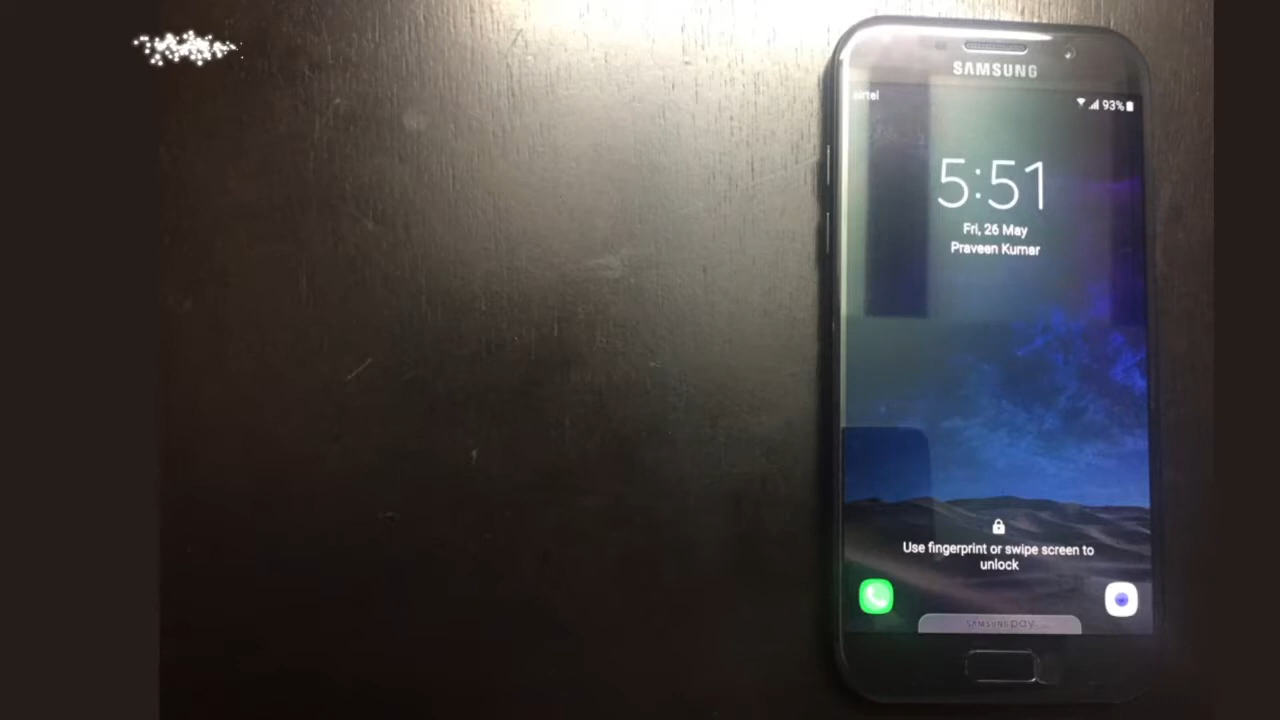 SAMSUNG
airtel
93%
5:51
Fri, 26 May
Praveen Kumar
Use fingerprint or swipe screen to
unlock
SAMSUNG pay